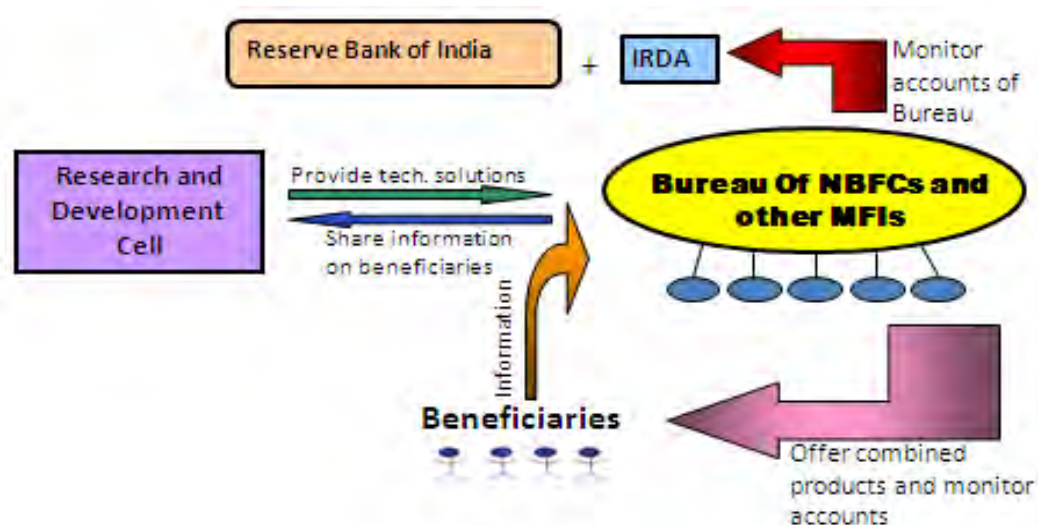 Reserve Bank of India
+
IRDA
Monitor
accounts of
Bureau
Research and
Development
Cell
Provide tech. solutions
Share information
on beneficiaries
Bureau Of NBFCs and
other MFIs
Information
Beneficiaries
Offer combined
products and monitor
accounts